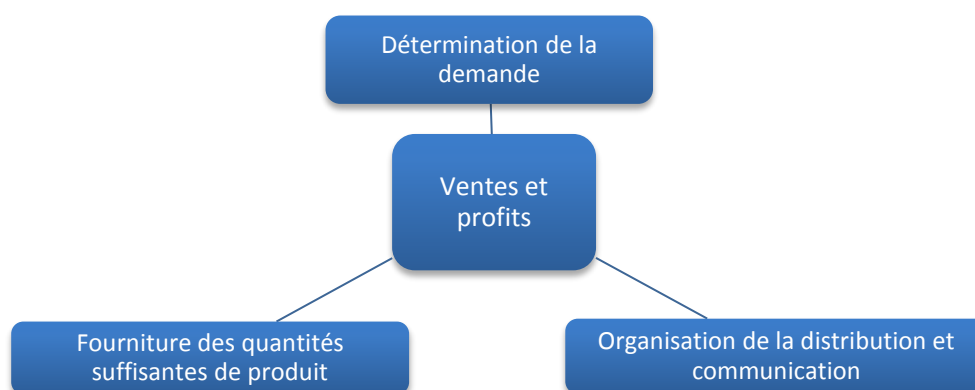 Détermination de la
demande
Ventes et
profits
Fourniture des quantités
suffisantes de produit
Organisation de la distribution et
communication